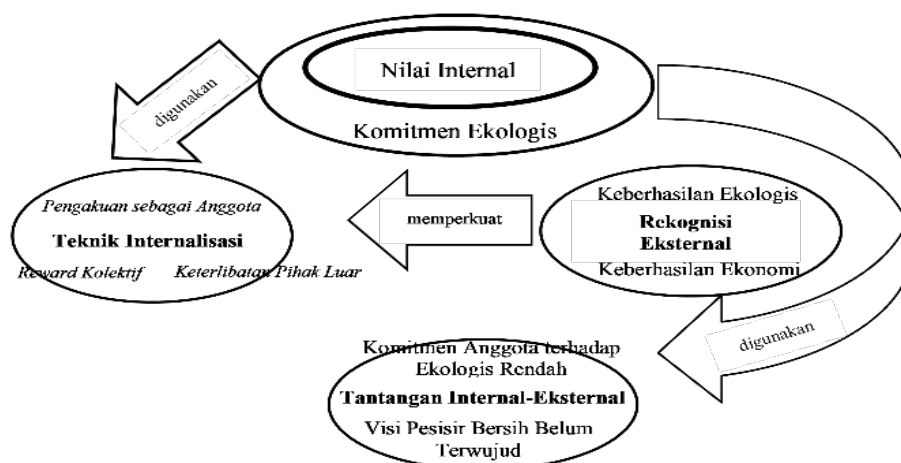 Nilai Internal
Komitmen Ekologis
digunakan
Pengakuan sebagai Anggota
Teknik Internalisasi
Reward Kolektif
Keterlibatan Pihak Luar
memperkuat
Keberhasilan Ekologis
Rekognisi
Eksternal
Keberhasilan Ekonomi
digunakan
Komitmen Anggota terhadap
Ekologis Rendah
Tantangan Internal-Eksternal
Visi Pesisir Bersih Belum
Terwujud